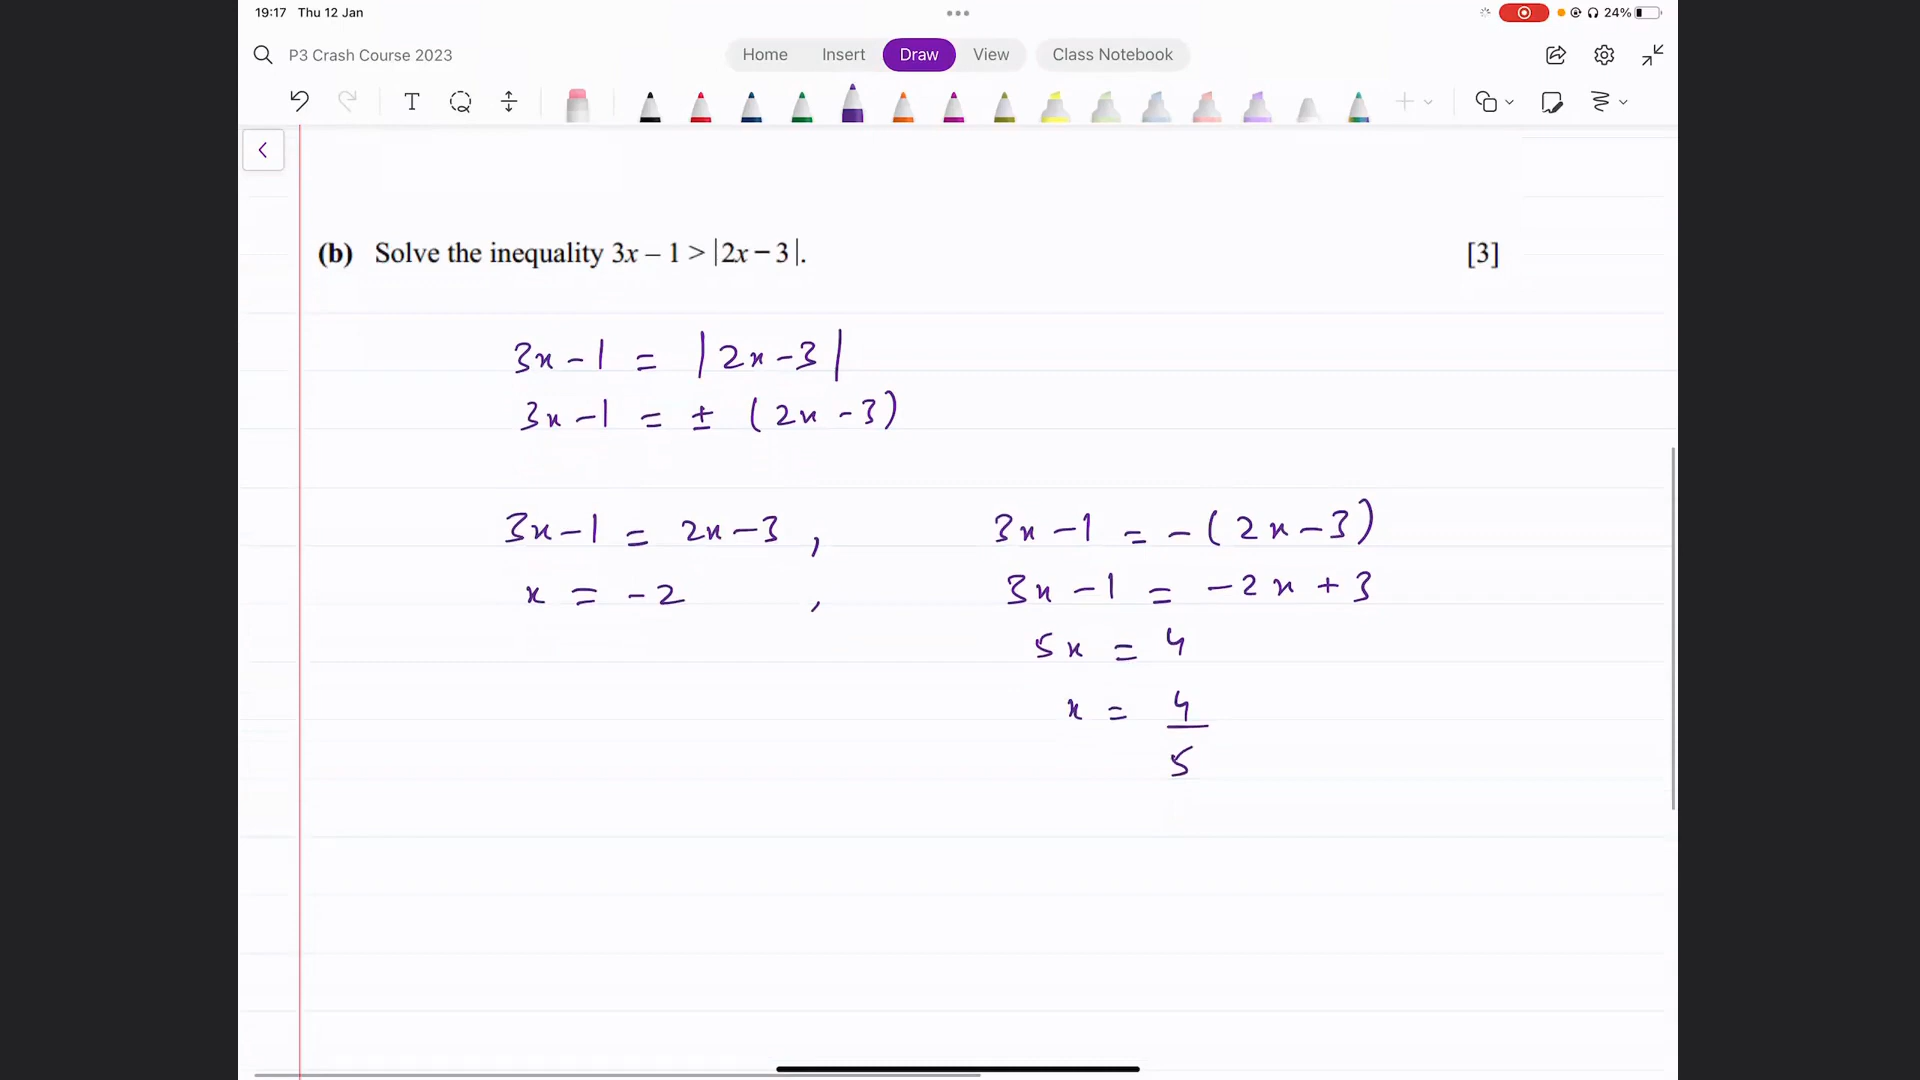 19:17 Thu 12 Jan
24%
P3 Crash Course 2023
Home Insert Draw View Class Notebook
T
(b) Solve the inequality 3x – 1 > |2x – 3|. [3]
3x - 1 = |2x - 3|
3x - 1 = ± (2x - 3)
3x - 1 = 2x - 3 , 3x - 1 = - (2x - 3)
x = -2 , 3x - 1 = -2x + 3
5x = 4
x = 4/5